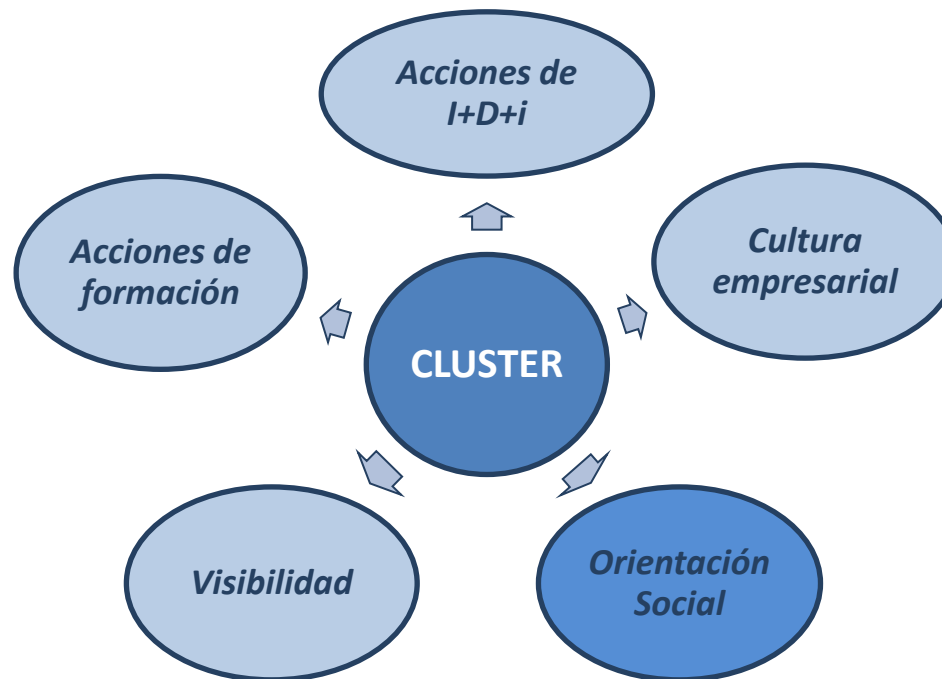 Acciones de
I+D+i
Cultura
empresarial
Acciones de
formación
CLUSTER
Visibilidad
Orientación
Social